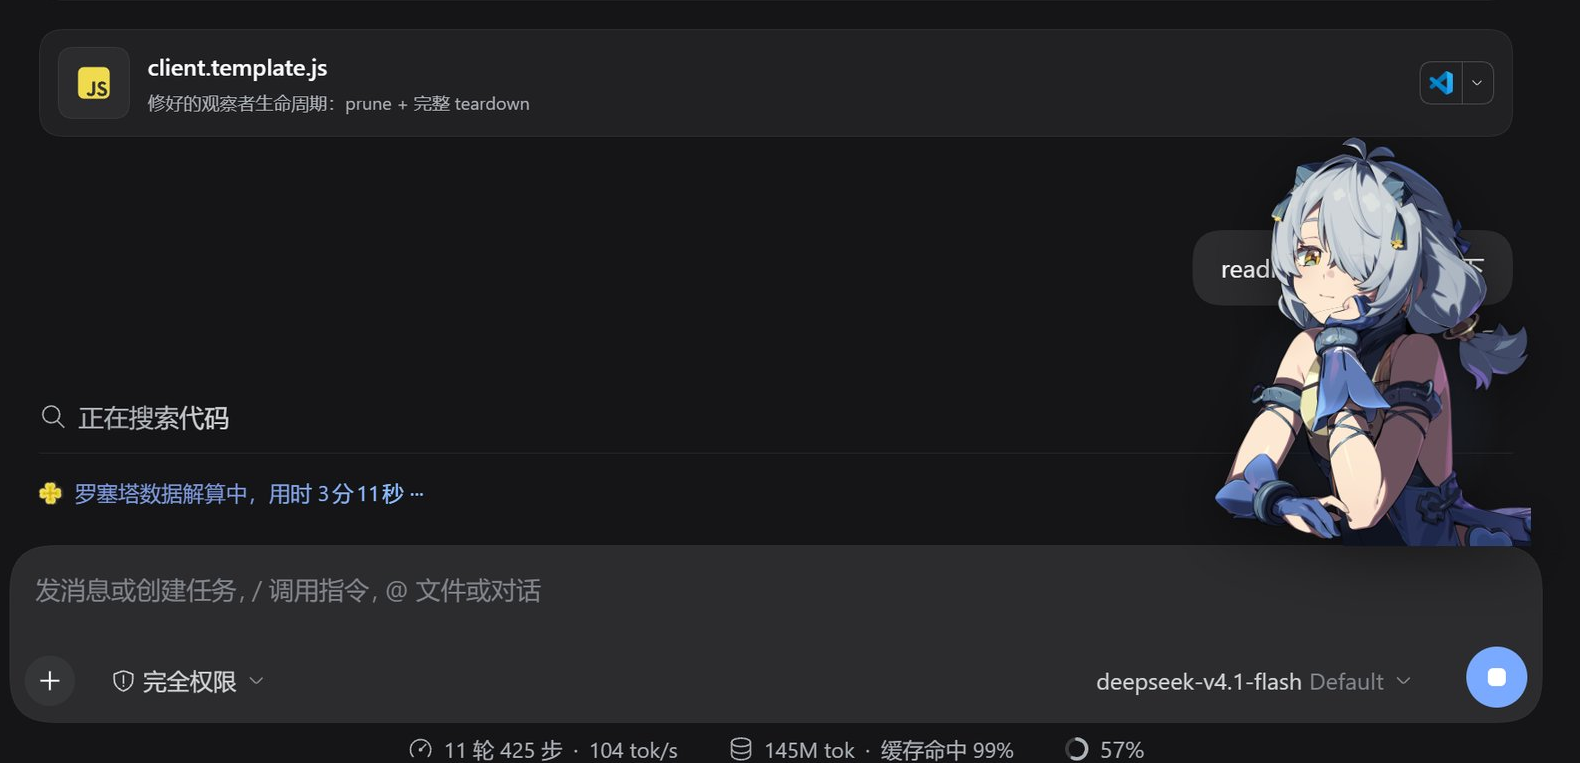 JS
client.template.js
修好的观察者生命周期：prune + 完整 teardown
正在搜索代码
罗塞塔数据解算中，用时 3分11秒 ···
发消息或创建任务, / 调用指令, @ 文件或对话
完全权限
deepseek-v4.1-flash Default
11 轮 425 步 · 104 tok/s 145M tok · 缓存命中 99% 57%